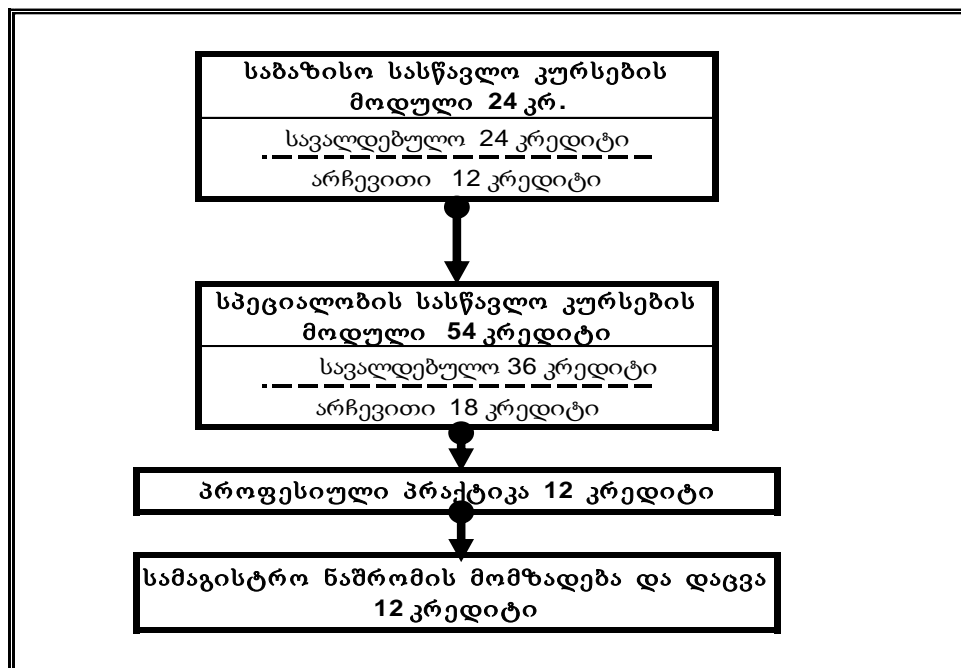 საბაზისო სასწავლო კურსების
მოდული 24 კრ.
სავალდებულო 24 კრედიტი
არჩევითი 12 კრედიტი
სპეციალობის სასწავლო კურსების
მოდული 54 კრედიტი
სავალდებულო 36 კრედიტი
არჩევითი 18 კრედიტი
პროფესიული პრაქტიკა 12 კრედიტი
სამაგისტრო ნაშრომის მომზადება და დაცვა
12 კრედიტი